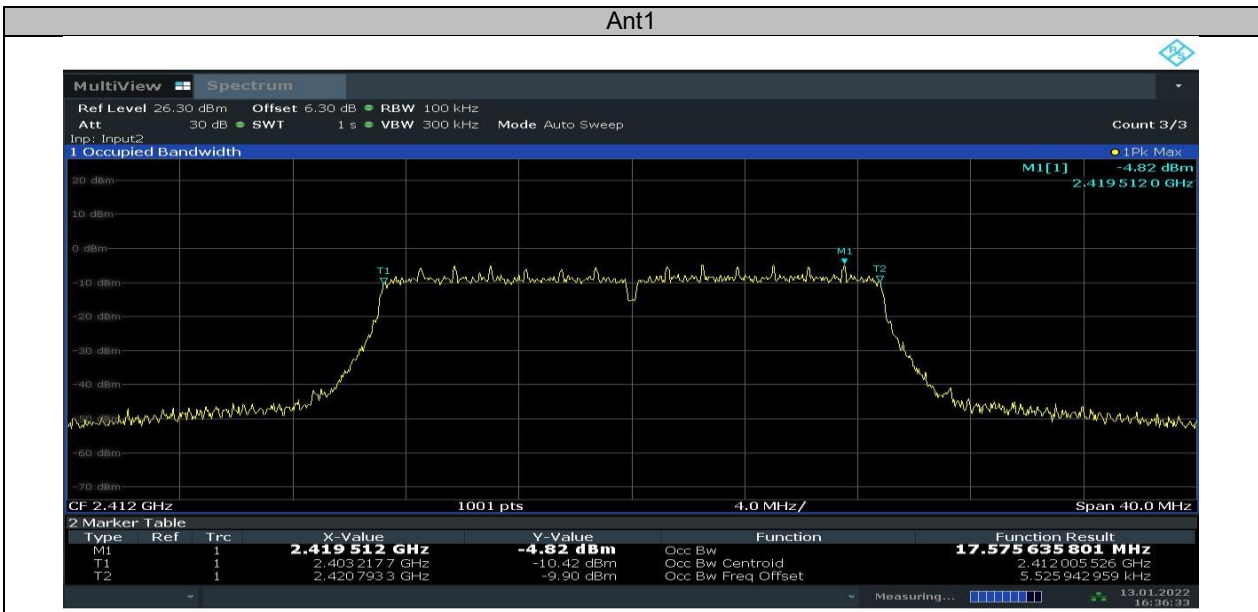 Ant1
R&S
MultiView Spectrum
Ref Level 26.30 dBm Offset 6.30 dB RBW 100 kHz
Att 30 dB SWT 1 s VBW 300 kHz Mode Auto Sweep Count 3/3
Inp: Input2
1 Occupied Bandwidth 1Pk Max
M1[1] -4.82 dBm
2.419 512 0 GHz
20 dBm
10 dBm
0 dBm
M1
T1 T2
-10 dBm
-20 dBm
-30 dBm
-40 dBm
-50 dBm
-60 dBm
-70 dBm
CF 2.412 GHz 1001 pts 4.0 MHz/ Span 40.0 MHz
2 Marker Table
Type Ref Trc X-Value Y-Value Function Function Result
M1 1 2.419 512 GHz -4.82 dBm Occ Bw 17.575 635 801 MHz
T1 1 2.403 217 7 GHz -10.42 dBm Occ Bw Centroid 2.412 005 526 GHz
T2 1 2.420 793 3 GHz -9.90 dBm Occ Bw Freq Offset 5.525 942 959 kHz
Measuring... 13.01.2022
16:36:33